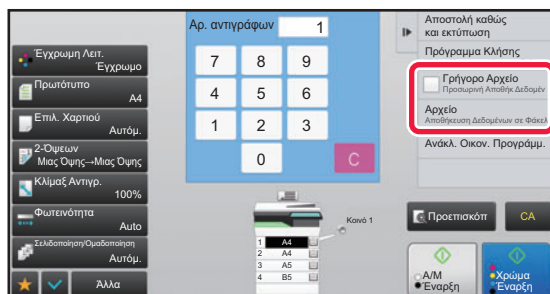 Έγχρωμη Λειτ.
Έγχρωμο
Πρωτότυπο
A4
Επιλ. Χαρτιού
Αυτόμ.
2-Όψεων
Μιας Όψης→Μιας Όψης
Κλίμαξ Αντιγρ.
100%
Φωτεινότητα
Auto
Σελιδοποίηση/Ομαδοποίηση
Αυτόμ.
Άλλα
Αρ. αντιγράφων 1
7 8 9
4 5 6
1 2 3
0 C
Κοινό 1
1 A4
2 A4
3 A5
4 B5
Αποστολή καθώς
και εκτύπωση
Πρόγραμμα Κλήσης
Γρήγορο Αρχείο
Προσωρινή Αποθήκ Δεδομέν
Αρχείο
Αποθήκευση Δεδομένων σε Φάκελ
Ανάκλ. Οικον. Προγράμμ.
Προεπισκόπ CA
Α/Μ
Έναρξη
Χρώμα
Έναρξη